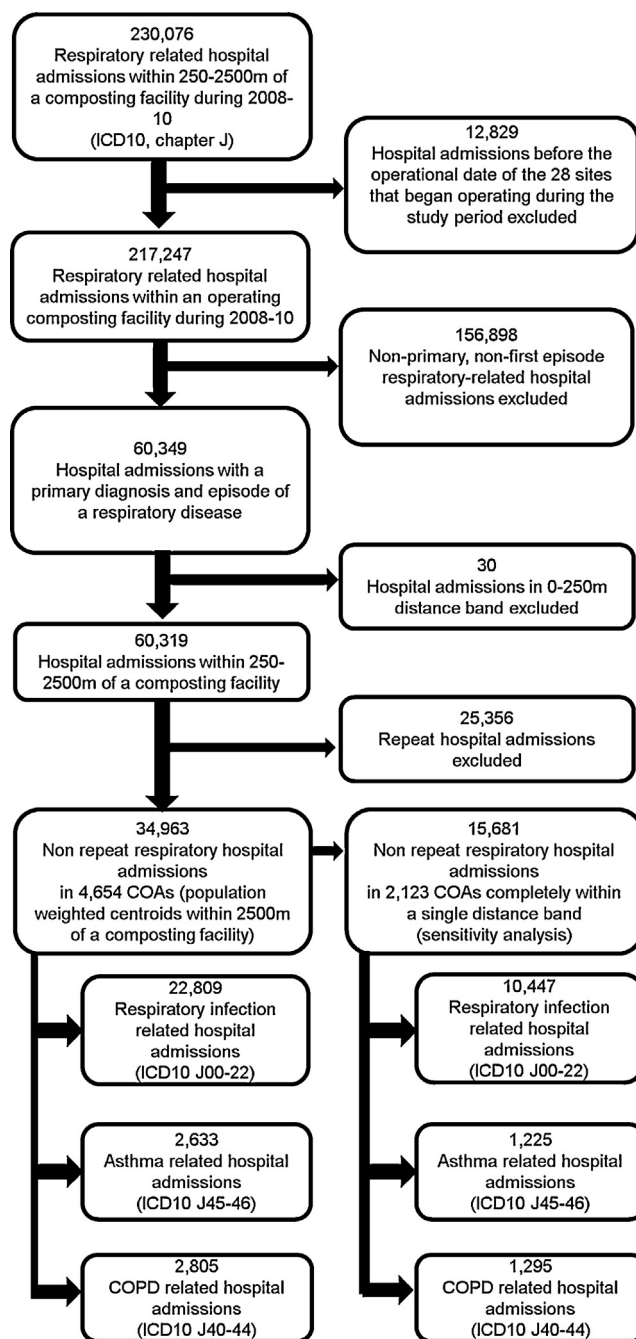 230,076
Respiratory related hospital
admissions within 250-2500m of
a composting facility during 2008-
10
(ICD10, chapter J)
12,829
Hospital admissions before the
operational date of the 28 sites
that began operating during the
study period excluded
217,247
Respiratory related hospital
admissions within an operating
composting facility during 2008-10
156,898
Non-primary, non-first episode
respiratory-related hospital
admissions excluded
60,349
Hospital admissions with a
primary diagnosis and episode of
a respiratory disease
30
Hospital admissions in 0-250m
distance band excluded
60,319
Hospital admissions within 250-
2500m of a composting facility
25,356
Repeat hospital admissions
excluded
34,963
Non repeat respiratory hospital
admissions
in 4,654 COAs (population
weighted centroids within 2500m
of a composting facility)
15,681
Non repeat respiratory hospital
admissions
in 2,123 COAs completely within
a single distance band
(sensitivity analysis)
22,809
Respiratory infection
related hospital
admissions
(ICD10 J00-22)
10,447
Respiratory infection
related hospital
admissions
(ICD10 J00-22)
2,633
Asthma related hospital
admissions
(ICD10 J45-46)
1,225
Asthma related hospital
admissions
(ICD10 J45-46)
2,805
COPD related hospital
admissions
(ICD10 J40-44)
1,295
COPD related hospital
admissions
(ICD10 J40-44)